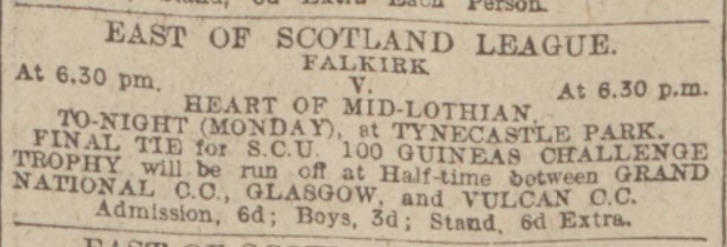 Person.
EAST OF SCOTLAND LEAGUE.
FALKIRK
At 6.30 pm. V. At 6.30 p.m.
HEART OF MID-LOTHIAN,
TO-NIGHT (MONDAY), at TYNECASTLE PARK.
FINAL TIE for S.C.U. 100 GUINEAS CHALLENGE
TROPHY will be run off at Half-time between GRAND
NATIONAL C.C., GLASGOW, and VULCAN C.C.
Admission, 6d; Boys, 3d; Stand, 6d Extra.